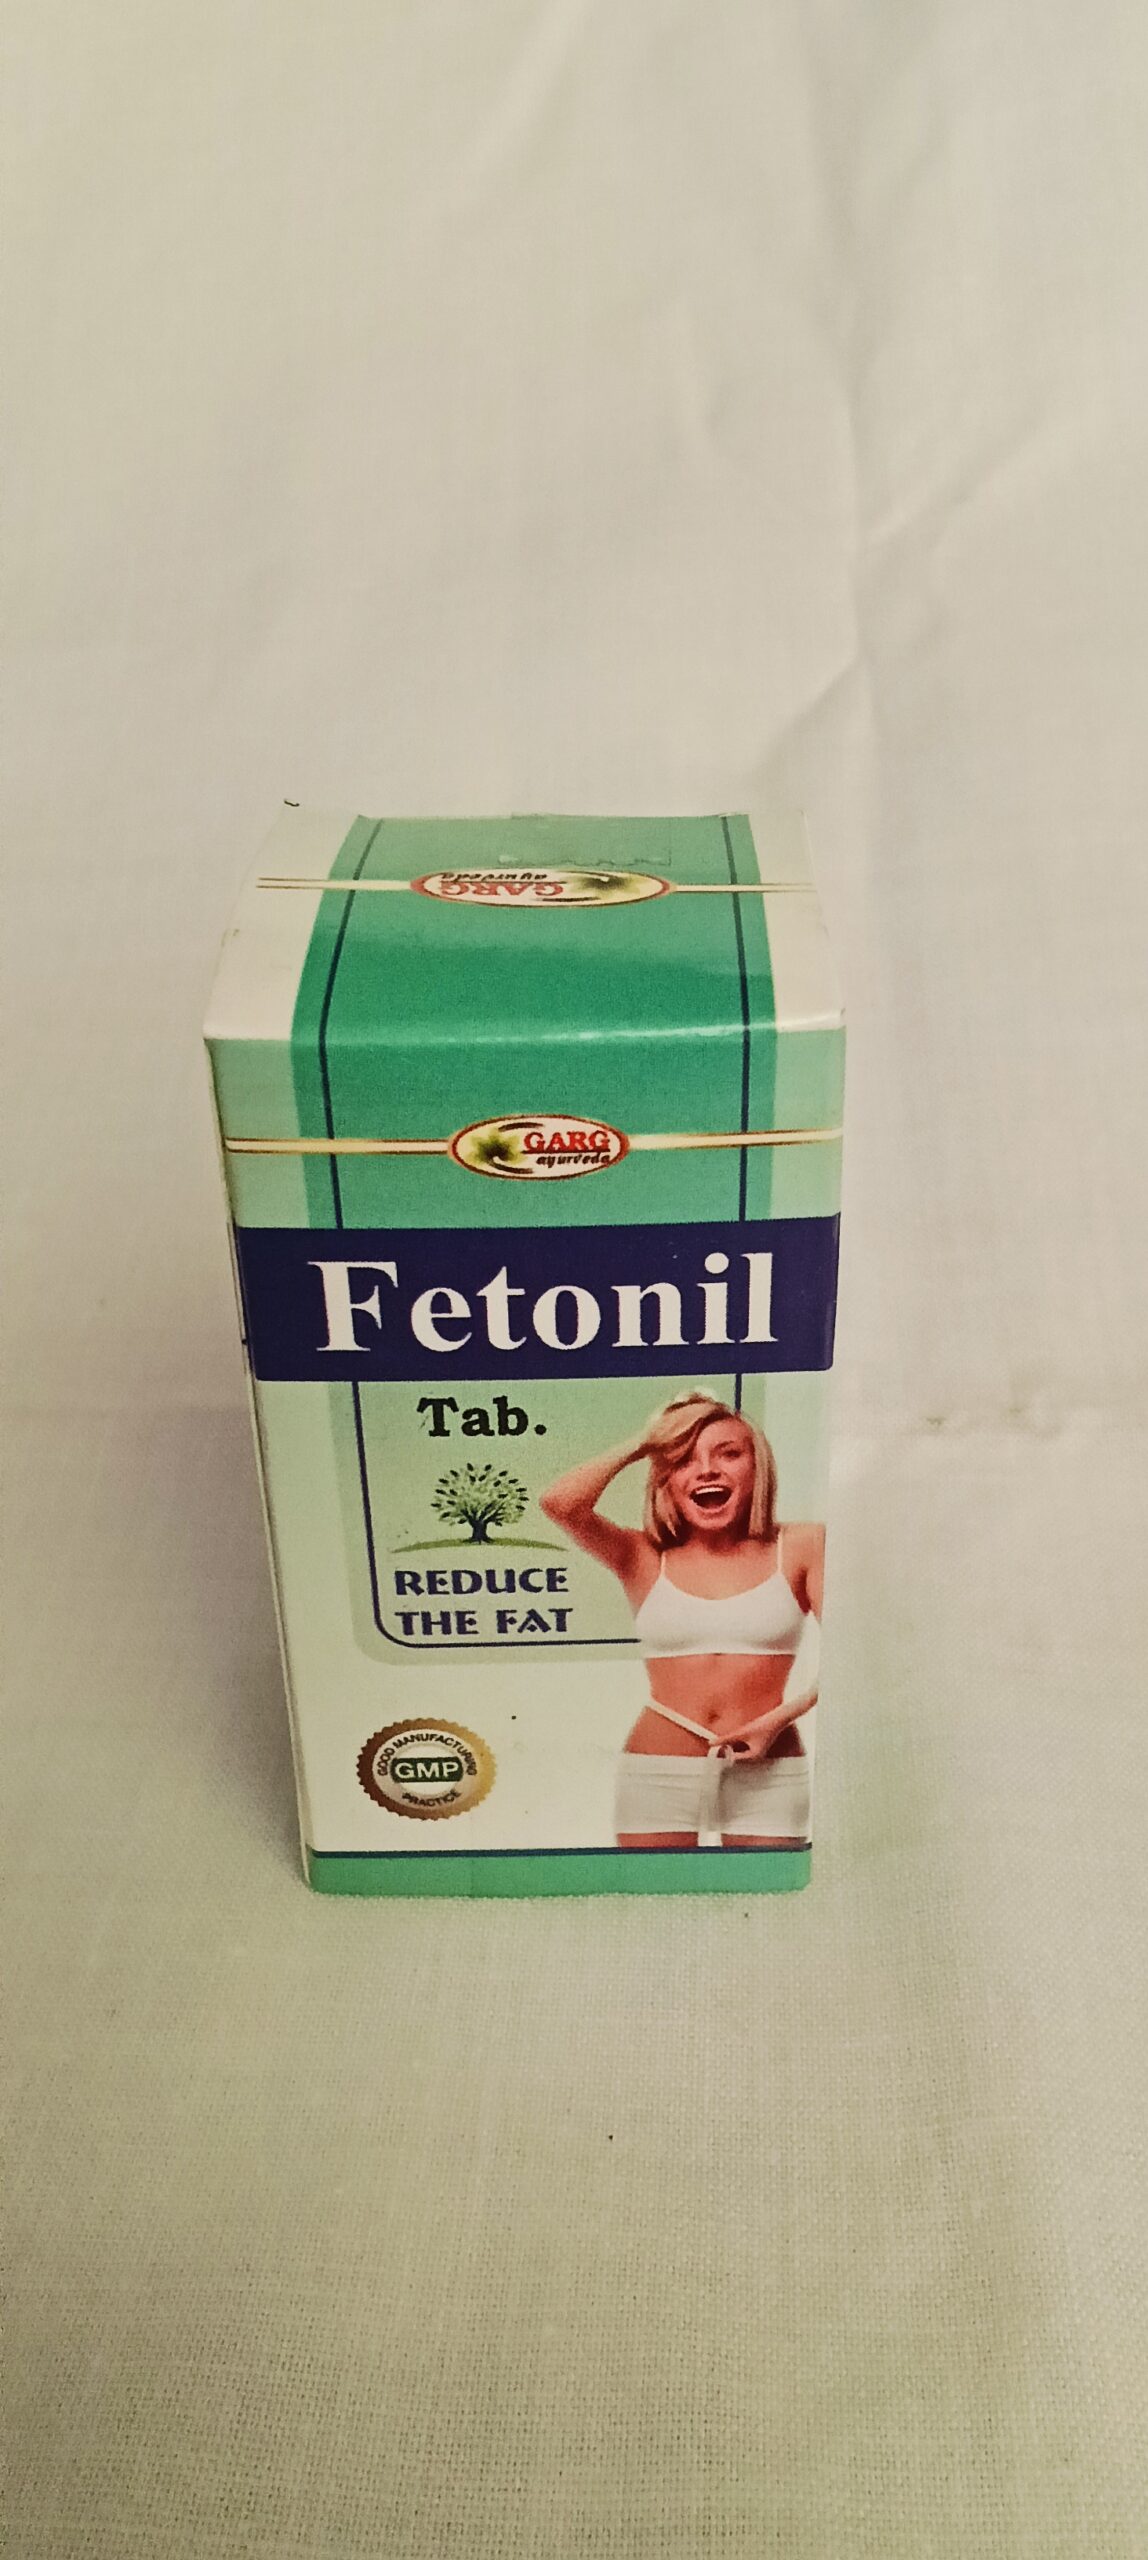 GARG
ayurveda
GARG
ayurveda
Fetonil
Tab.
REDUCE
THE FAT
GOOD MANUFACTURING
GMP
PRACTICE